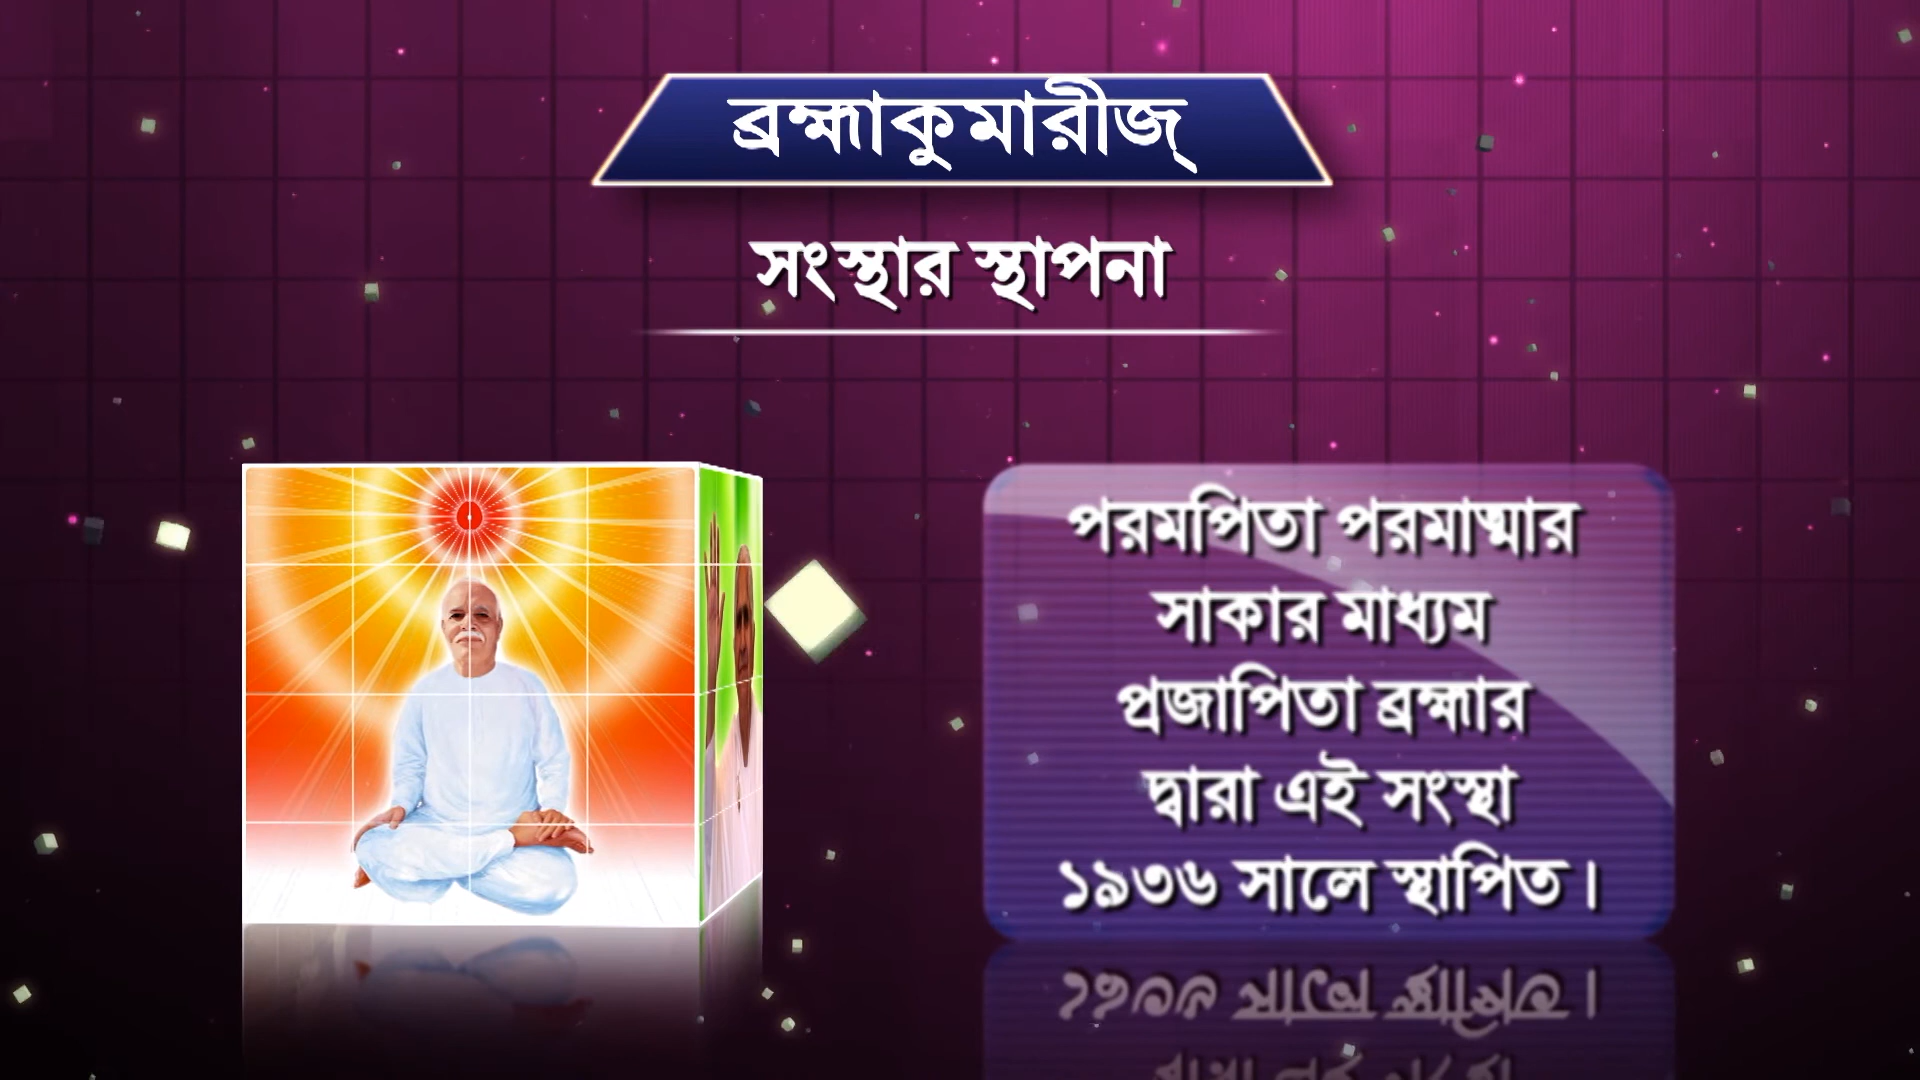 ব্রহ্মাকুমারীজ্
সংস্থার স্থাপনা
পরমপিতা পরমাত্মার
সাকার মাধ্যম
প্রজাপিতা ব্রহ্মার
দ্বারা এই সংস্থা
১৯৩৬ সালে স্থাপিত।